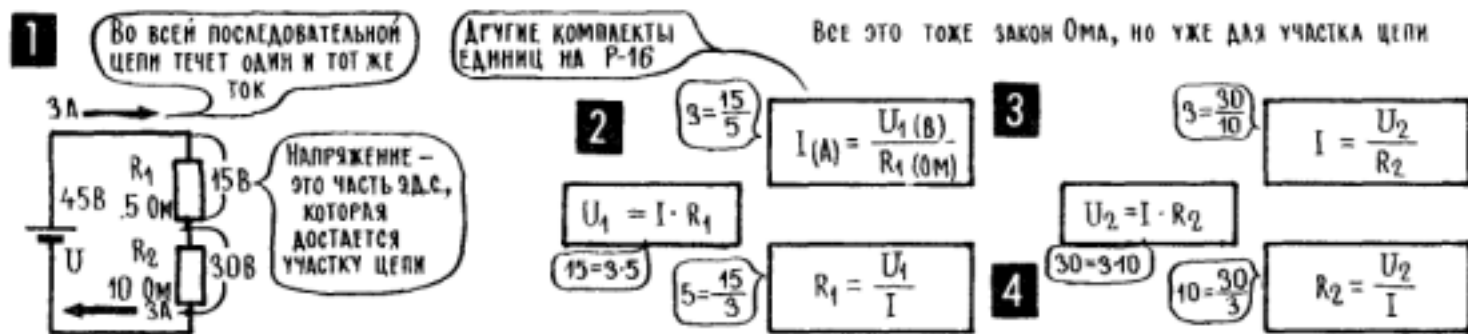 1
Во всей последовательной
цепи течет один и тот же
ток
3А
45В
U
R₁
5 Ом
15В
R₂
10 Ом
30В
3А
Напряжение –
это часть э.д.с.,
которая
достается
участку цепи
Другие комплекты
единиц на Р-16
Все это тоже закон Ома, но уже для участка цепи
2
3 = 15/5
I(А) = U₁(В)/R₁(Ом)
U₁ = I · R₁
15=3·5
5 = 15/3
R₁ = U₁/I
3
3 = 30/10
I = U₂/R₂
U₂ = I · R₂
30=3·10
4
10 = 30/3
R₂ = U₂/I